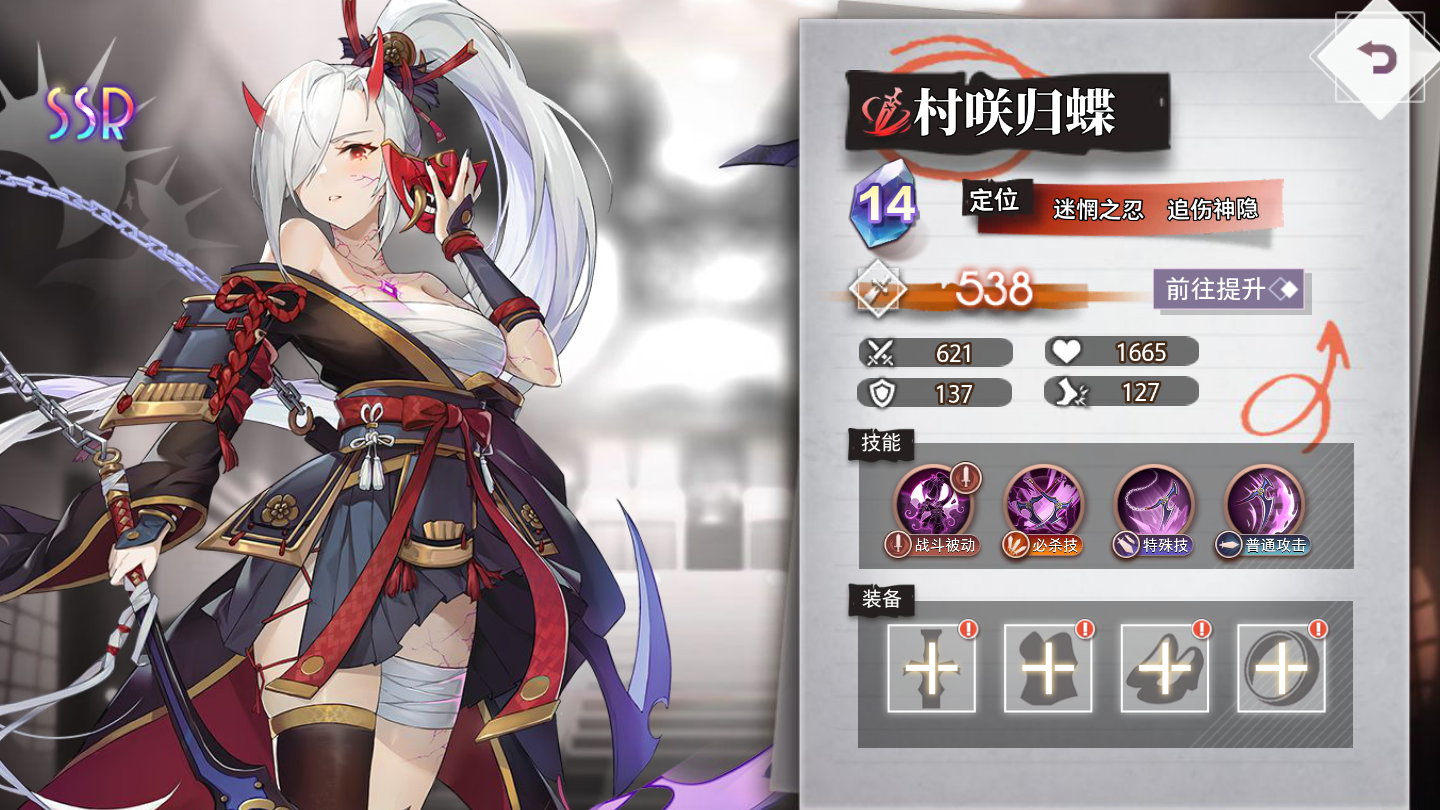 SSR
村咲归蝶
14
定位
迷惘之忍 追伤神隐
538
前往提升
621
1665
137
127
技能
战斗被动
必杀技
特殊技
普通攻击
装备